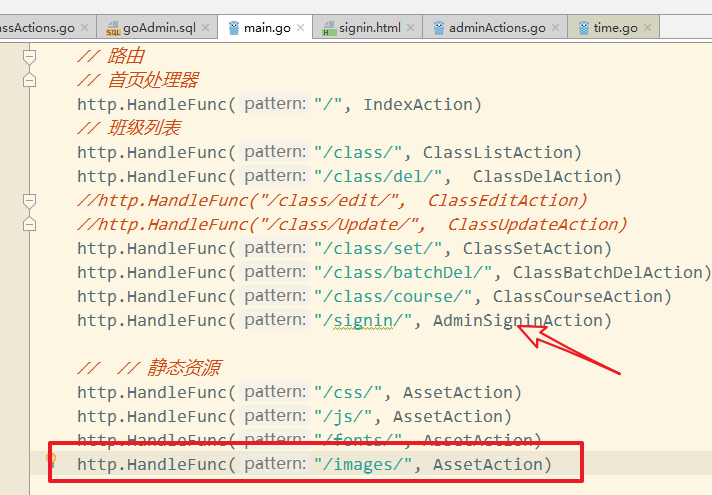 assActions.go × goAdmin.sql × main.go × signin.html × adminActions.go × time.go ×
// 路由
// 首页处理器
http.HandleFunc( pattern: "/", IndexAction)
// 班级列表
http.HandleFunc( pattern: "/class/", ClassListAction)
http.HandleFunc( pattern: "/class/del/",  ClassDelAction)
//http.HandleFunc("/class/edit/",  ClassEditAction)
//http.HandleFunc("/class/Update/",  ClassUpdateAction)
http.HandleFunc( pattern: "/class/set/", ClassSetAction)
http.HandleFunc( pattern: "/class/batchDel/", ClassBatchDelAction)
http.HandleFunc( pattern: "/class/course/", ClassCourseAction)
http.HandleFunc( pattern: "/signin/", AdminSigninAction)
//  // 静态资源
http.HandleFunc( pattern: "/css/", AssetAction)
http.HandleFunc( pattern: "/js/", AssetAction)
http.HandleFunc( pattern: "/fonts/", AssetAction)
http.HandleFunc( pattern: "/images/", AssetAction)